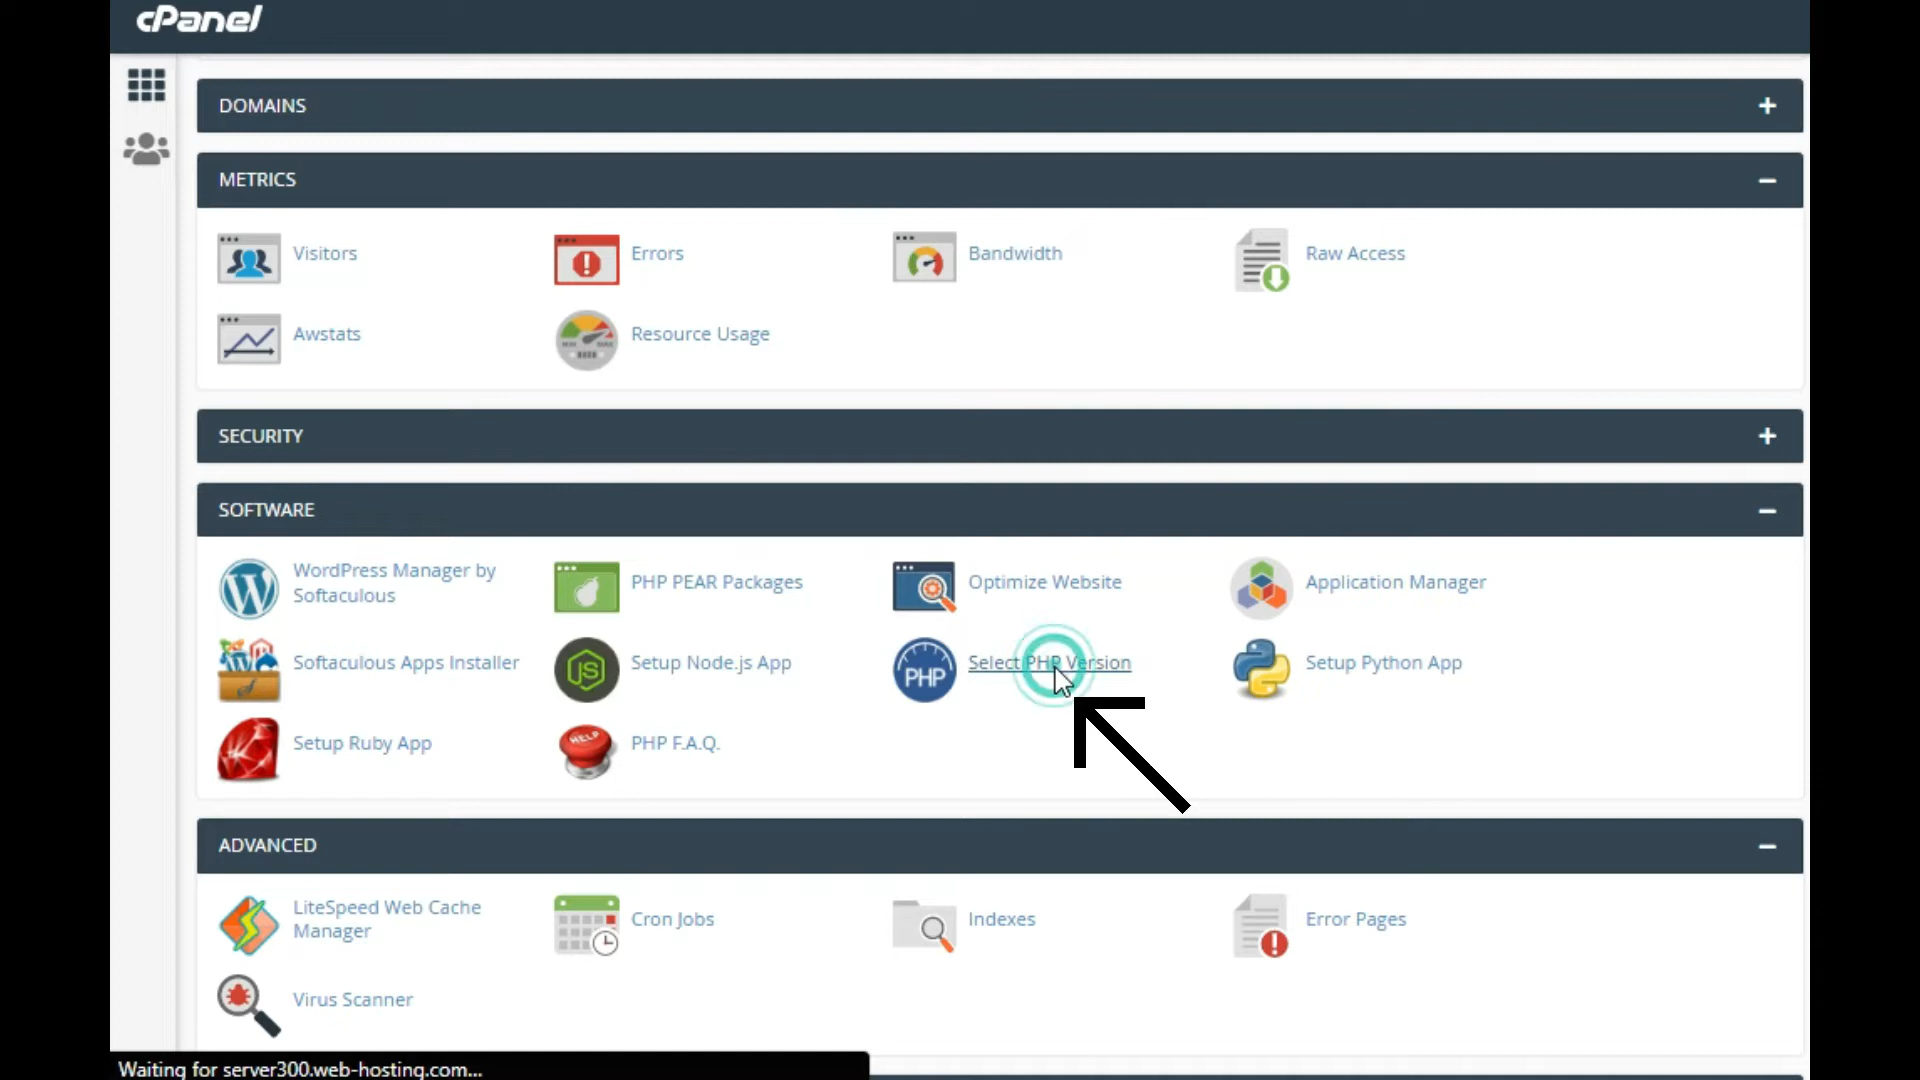 cPanel
DOMAINS
METRICS
Visitors
Errors
Bandwidth
Raw Access
Awstats
Resource Usage
SECURITY
SOFTWARE
WordPress Manager by
Softaculous
PHP PEAR Packages
Optimize Website
Application Manager
Softaculous Apps Installer
JS
Setup Node.js App
PHP
Select PHP Version
Setup Python App
Setup Ruby App
HELP
PHP F.A.Q.
ADVANCED
LiteSpeed Web Cache
Manager
Cron Jobs
Indexes
Error Pages
Virus Scanner
Waiting for server300.web-hosting.com...